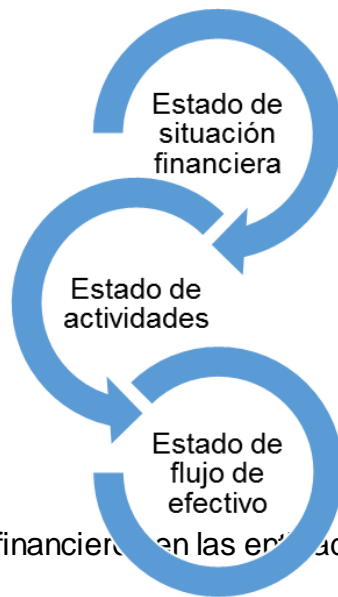 Estado de
situación
financiera
Estado de
actividades
Estado de
flujo de
efectivo
en las